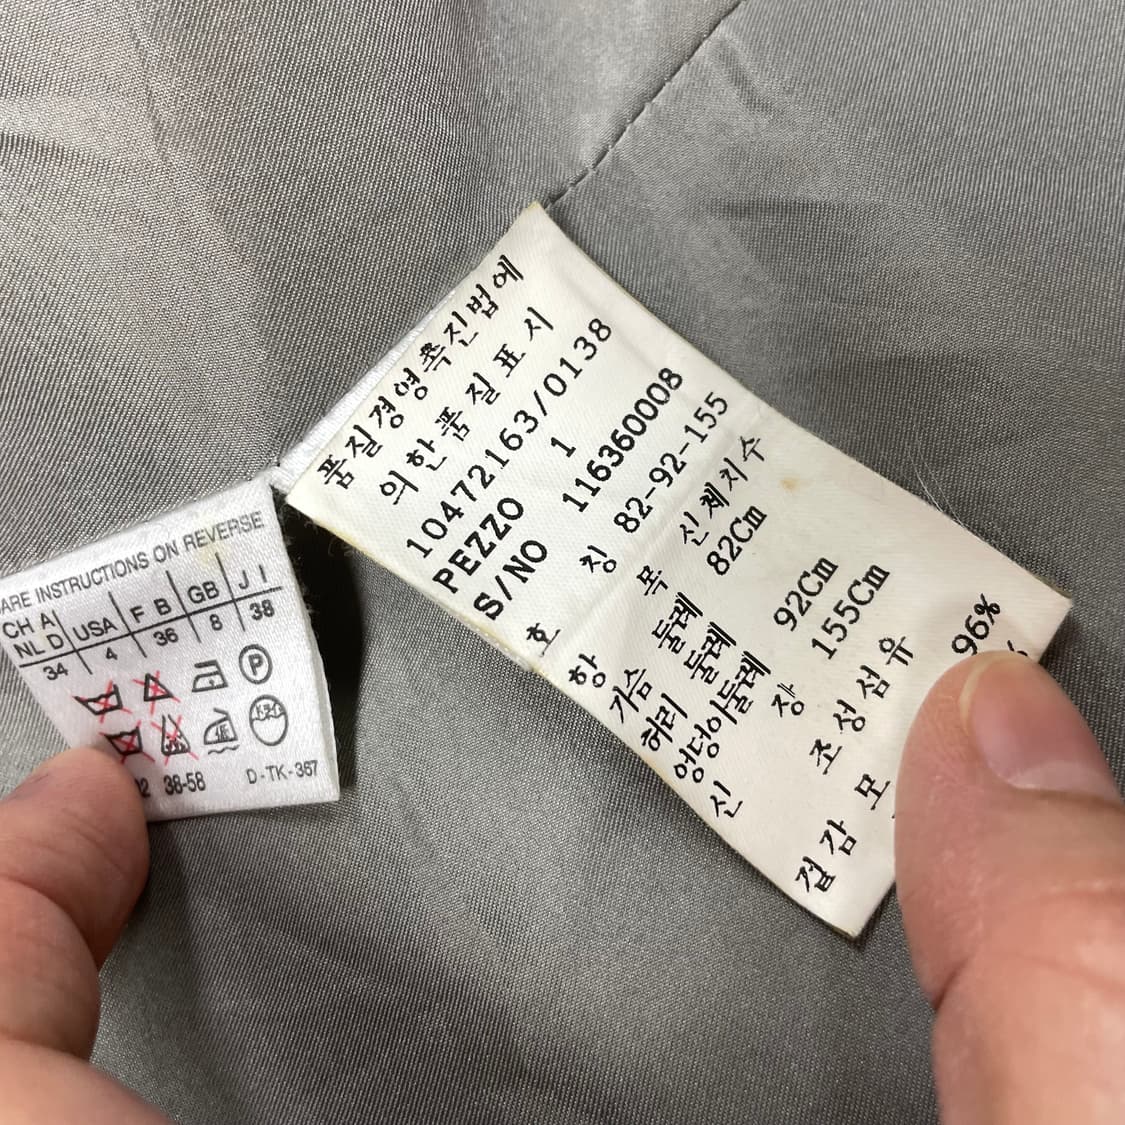 ARE INSTRUCTIONS ON REVERSE
CH A USA F B GB J I
NL D
34 4 36 8 38
P
38-58 D-TK-367
품질경영촉진법에
의한품질표시
10472163/0138
PEZZO 1
S/NO 116360008
호칭 82-92-155
항목 신체치수
가슴둘레 82Cm
허리둘레
엉덩이둘레 92Cm
신장 155Cm
조성섬유
겉감 모 96%